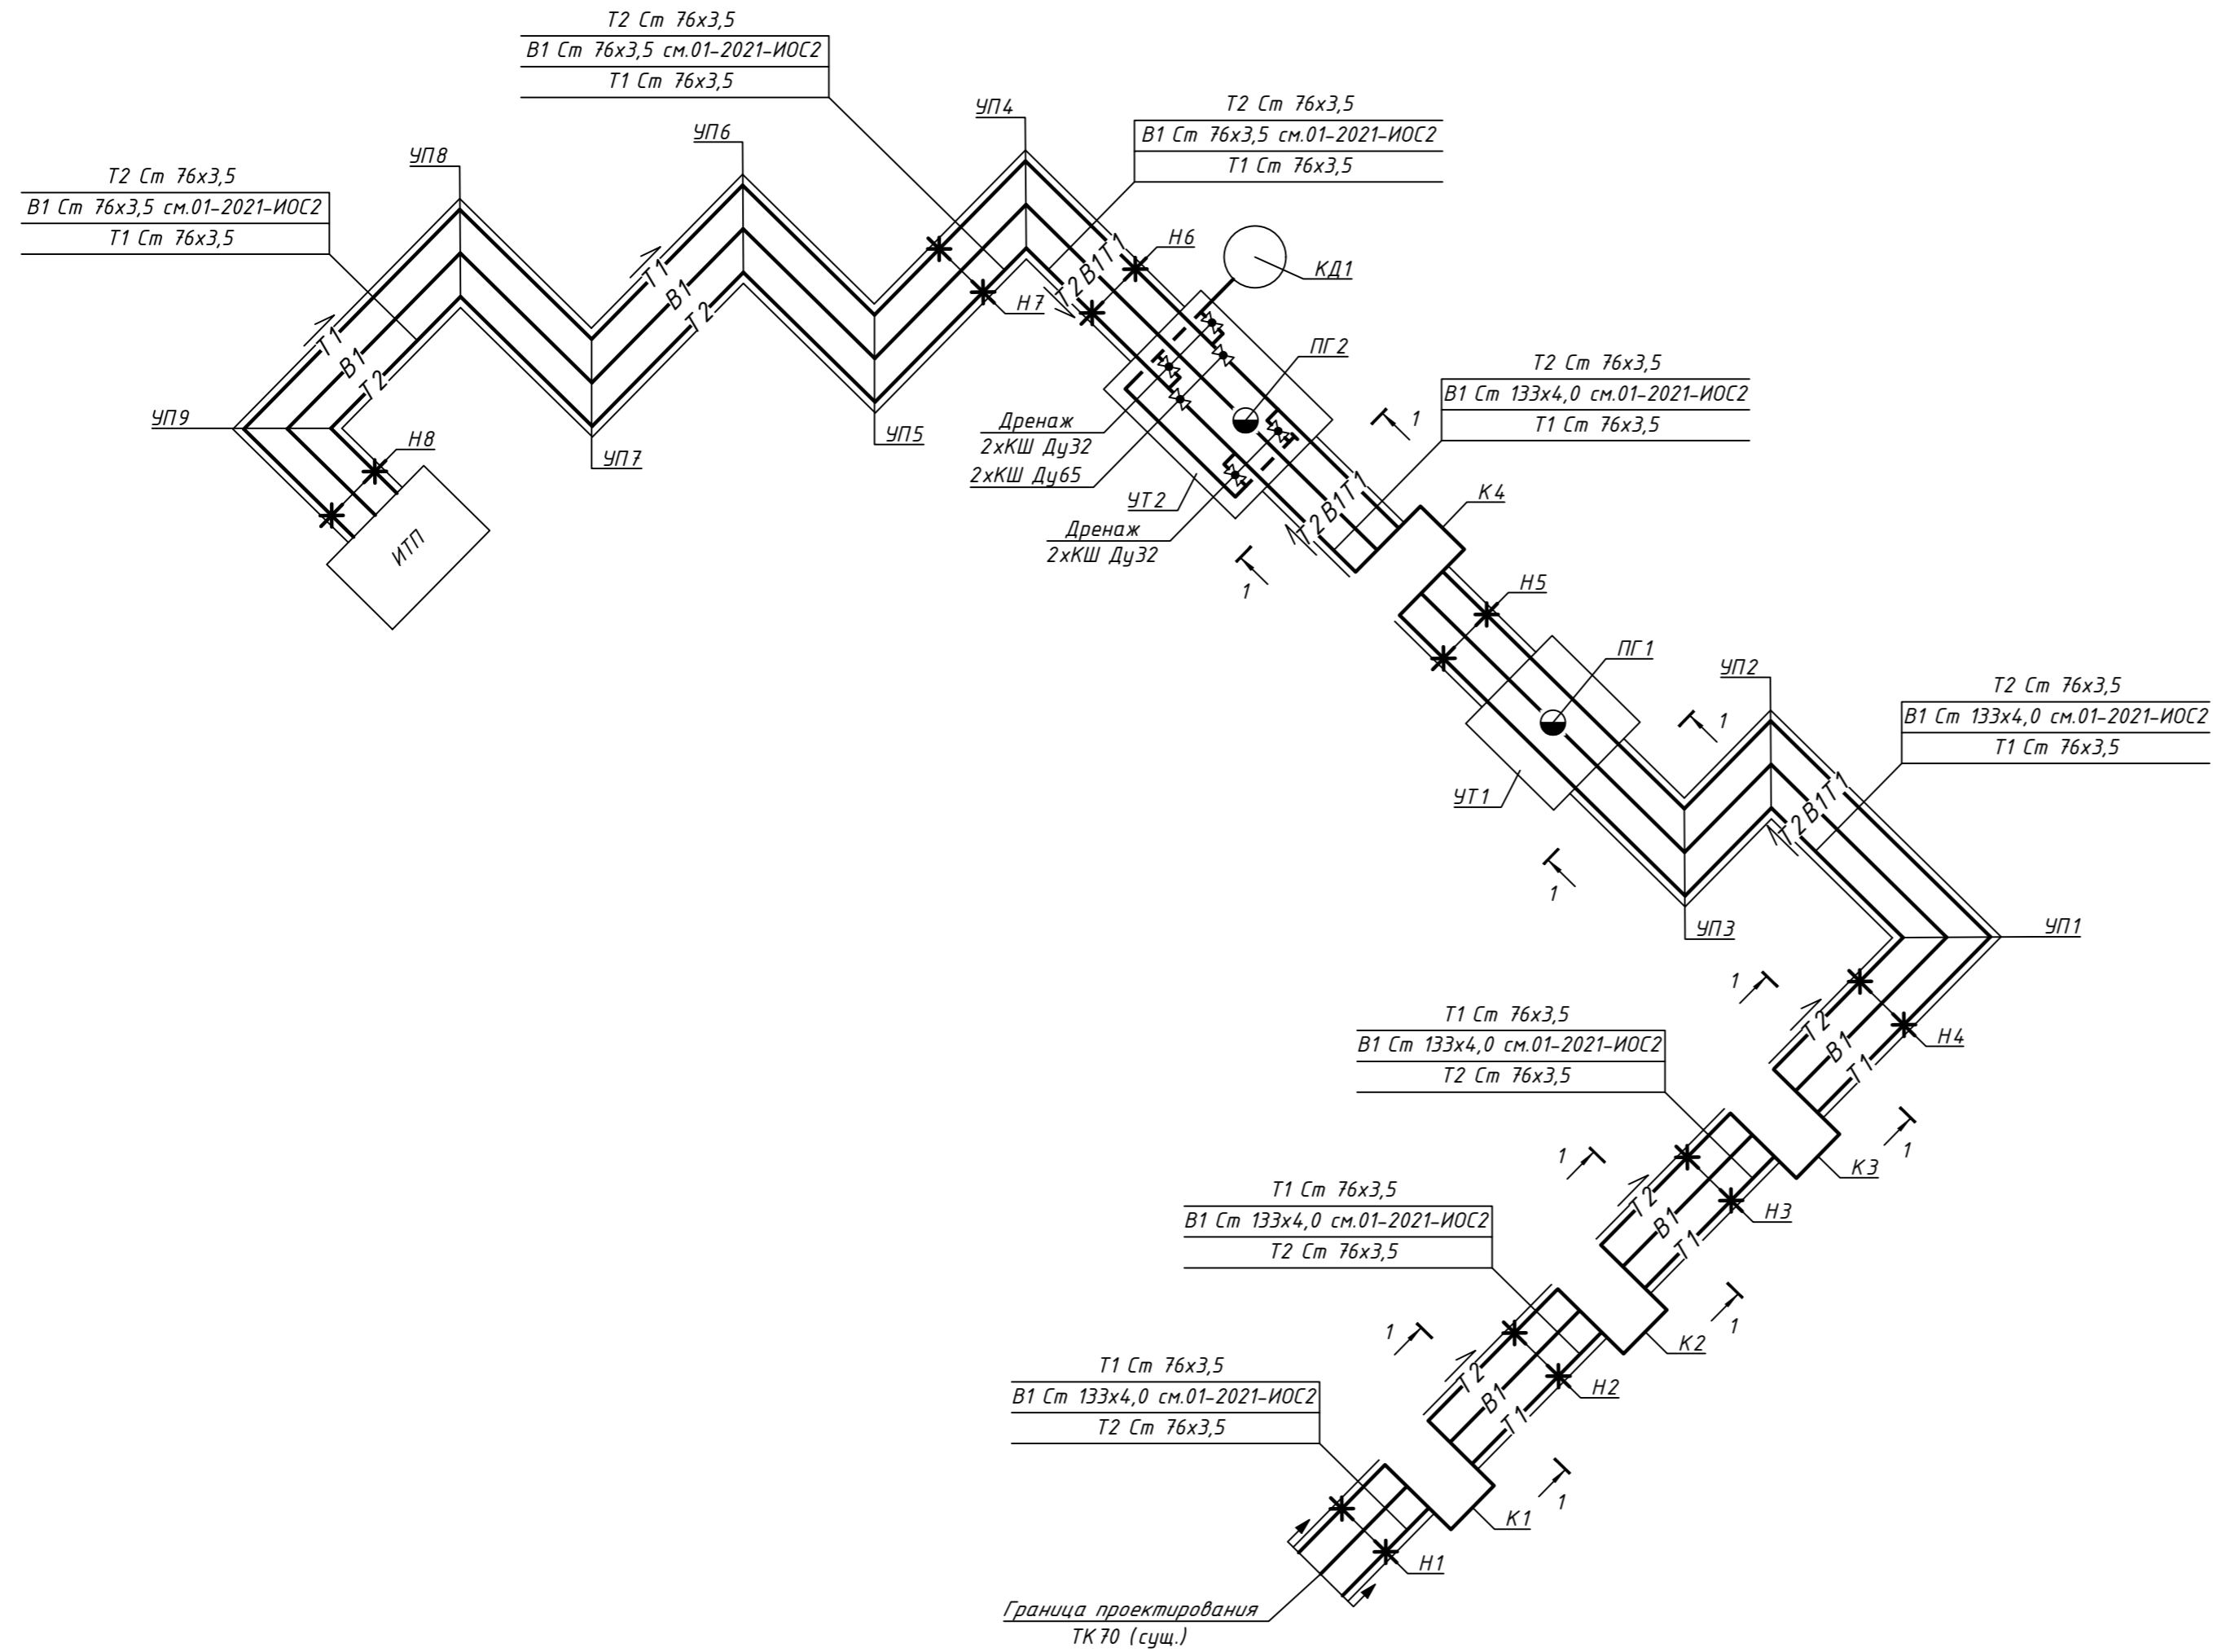 Т2 Ст 76х3,5
В1 Ст 76х3,5 см.01-2021-ИОС2
Т1 Ст 76х3,5
УП4
Т2 Ст 76х3,5
В1 Ст 76х3,5 см.01-2021-ИОС2
Т1 Ст 76х3,5
УП6
УП8
Т2 Ст 76х3,5
В1 Ст 76х3,5 см.01-2021-ИОС2
Т1 Ст 76х3,5
Н6
КД1
Т1
В1
Т2
Т2 В1 Т1
Н7
Т1
В1
Т2
ПГ2
Т2 Ст 76х3,5
В1 Ст 133х4,0 см.01-2021-ИОС2
Т1 Ст 76х3,5
УП9
Н8
УП7
УП5
Дренаж
2хКШ Ду32
2хКШ Ду65
1
УТ2
Дренаж
2хКШ Ду32
Т2 В1 Т1
К4
ИТП
1
Н5
ПГ1
УП2
Т2 Ст 76х3,5
В1 Ст 133х4,0 см.01-2021-ИОС2
Т1 Ст 76х3,5
1
УТ1
Т2 В1 Т1
1
УП3
УП1
1
Т1 Ст 76х3,5
В1 Ст 133х4,0 см.01-2021-ИОС2
Т2 Ст 76х3,5
Т2
В1
Т1
Н4
1
1
К3
Т1 Ст 76х3,5
В1 Ст 133х4,0 см.01-2021-ИОС2
Т2 Ст 76х3,5
Т2
В1
Т1
Н3
1
1
К2
Т1 Ст 76х3,5
В1 Ст 133х4,0 см.01-2021-ИОС2
Т2 Ст 76х3,5
Т2
В1
Т1
Н2
1
К1
Н1
Граница проектирования
ТК70 (сущ.)